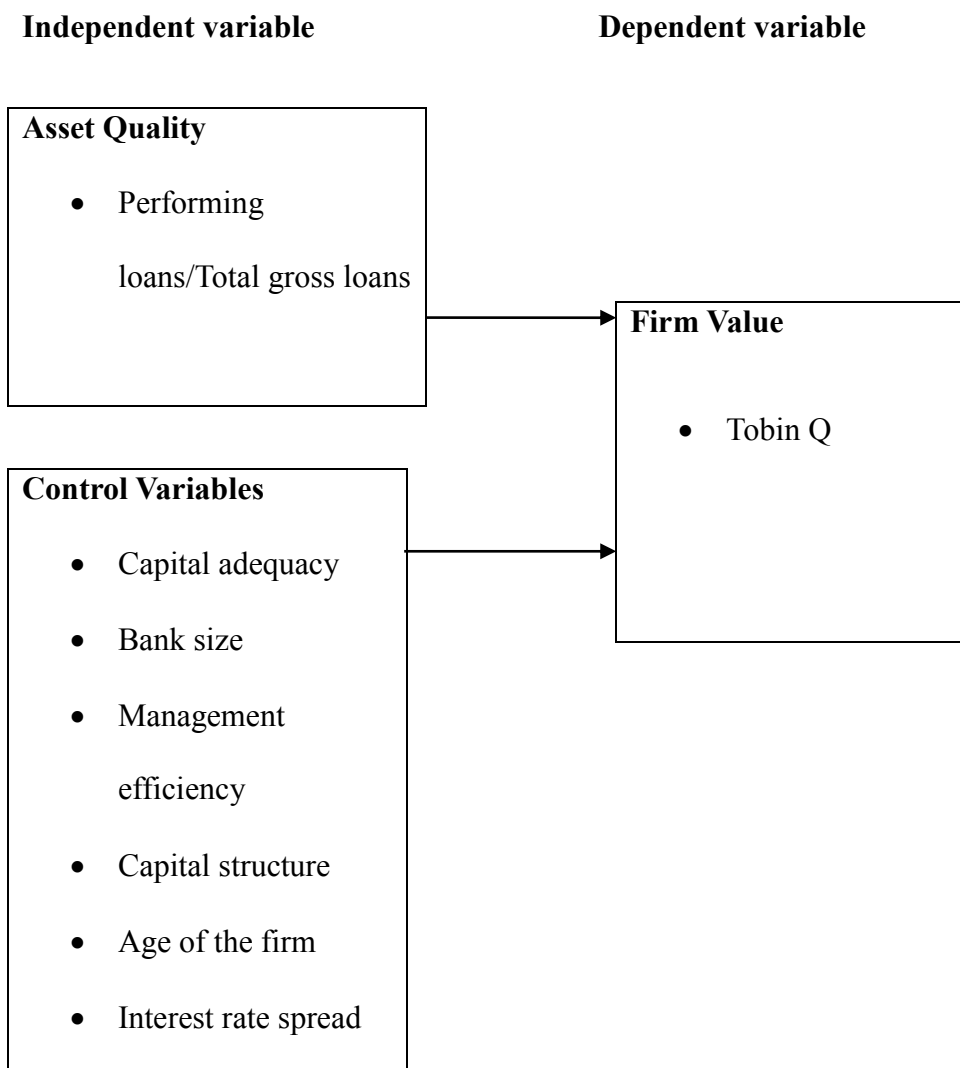 Independent variable
Dependent variable
Asset Quality
• Performing
loans/Total gross loans
Firm Value
• Tobin Q
Control Variables
• Capital adequacy
• Bank size
• Management
efficiency
• Capital structure
• Age of the firm
• Interest rate spread